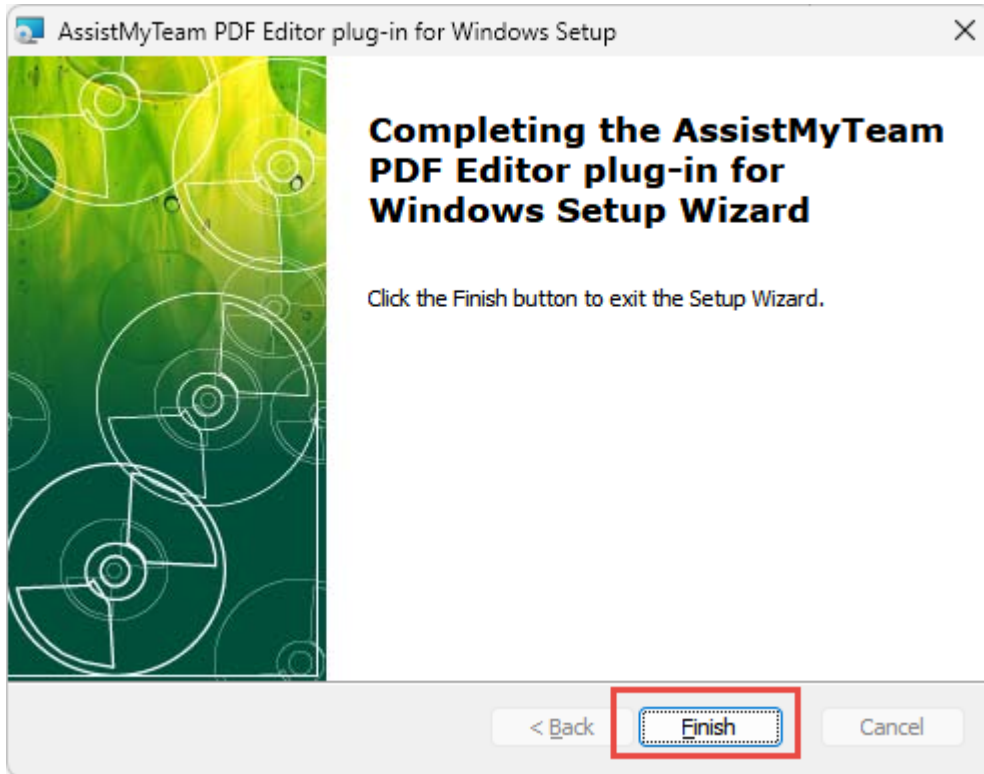 AssistMyTeam PDF Editor plug-in for Windows Setup
Completing the AssistMyTeam
PDF Editor plug-in for
Windows Setup Wizard
Click the Finish button to exit the Setup Wizard.
< Back
Finish
Cancel